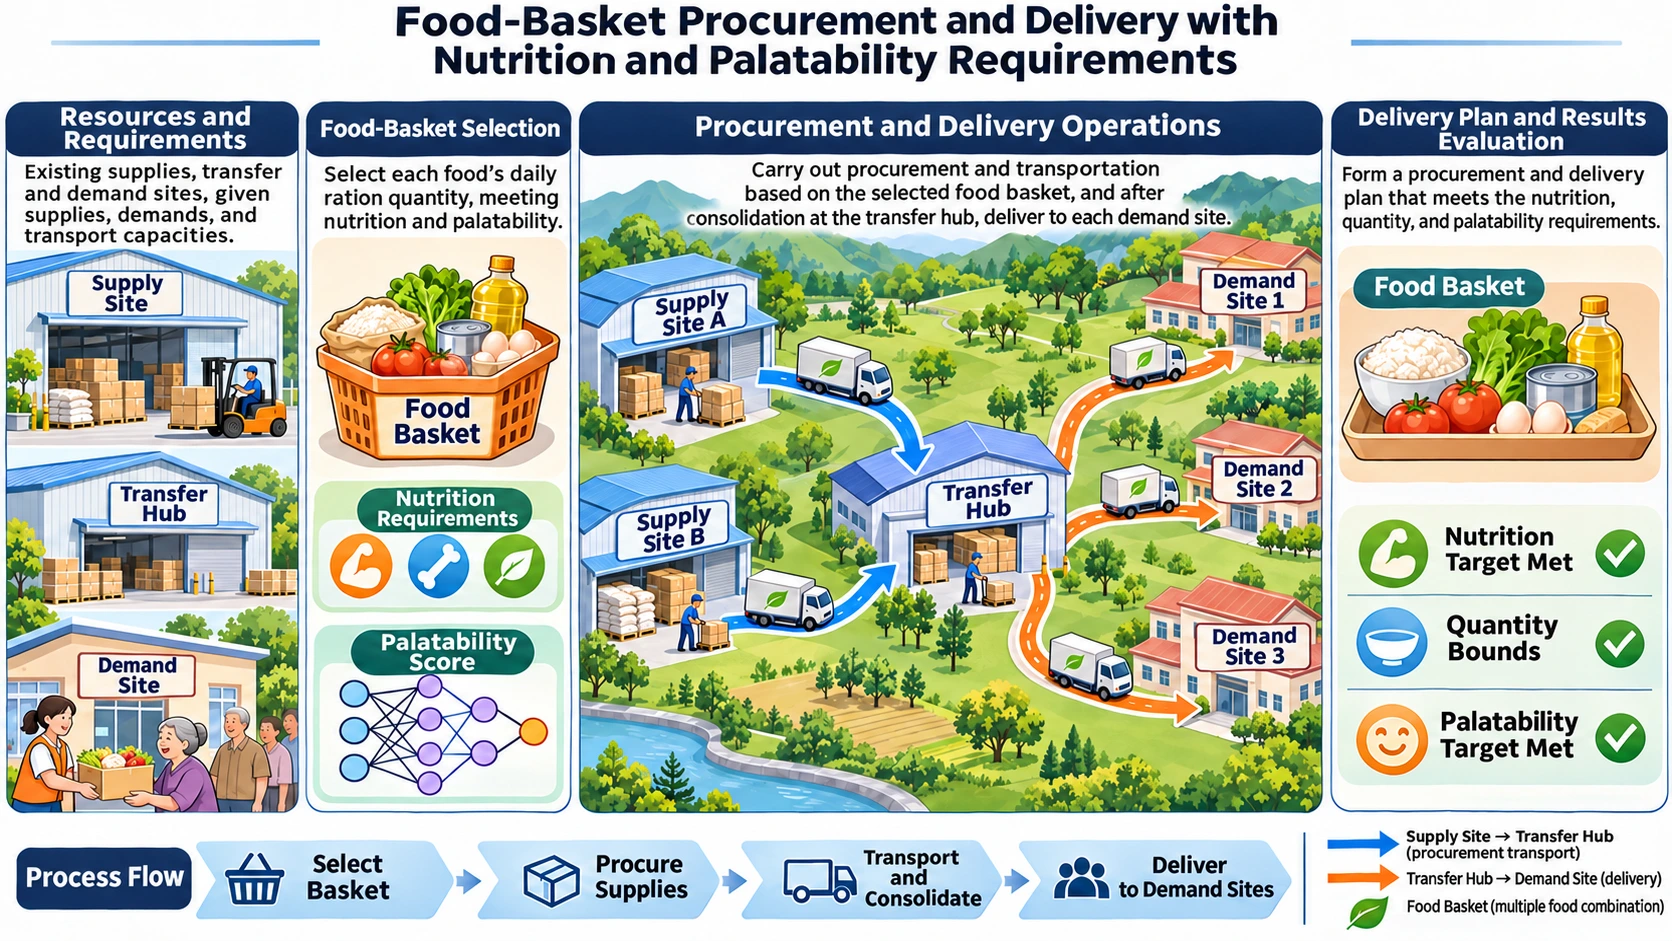 Food-Basket Procurement and Delivery with
Nutrition and Palatability Requirements
Resources and
Requirements
Existing supplies, transfer
and demand sites, given
supplies, demands, and
transport capacities.
Supply
Site
Transfer
Hub
Demand
Site
Food-Basket Selection
Select each food's daily
ration quantity, meeting
nutrition and palatability.
Food
Basket
Nutrition
Requirements
Palatability
Score
Procurement and Delivery Operations
Carry out procurement and transportation
based on the selected food basket, and after
consolidation at the transfer hub, deliver to each demand site.
Supply
Site A
Supply
Site B
Transfer
Hub
Demand
Site 1
Demand
Site 2
Demand
Site 3
Delivery Plan and Results
Evaluation
Form a procurement and delivery
plan that meets the nutrition,
quantity, and palatability requirements.
Food Basket
Nutrition
Target Met
Quantity
Bounds
Palatability
Target Met
Process Flow
Select
Basket
Procure
Supplies
Transport
and
Consolidate
Deliver
to Demand Sites
Supply Site → Transfer Hub
(procurement transport)
Transfer Hub → Demand Site (delivery)
Food Basket (multiple food combination)